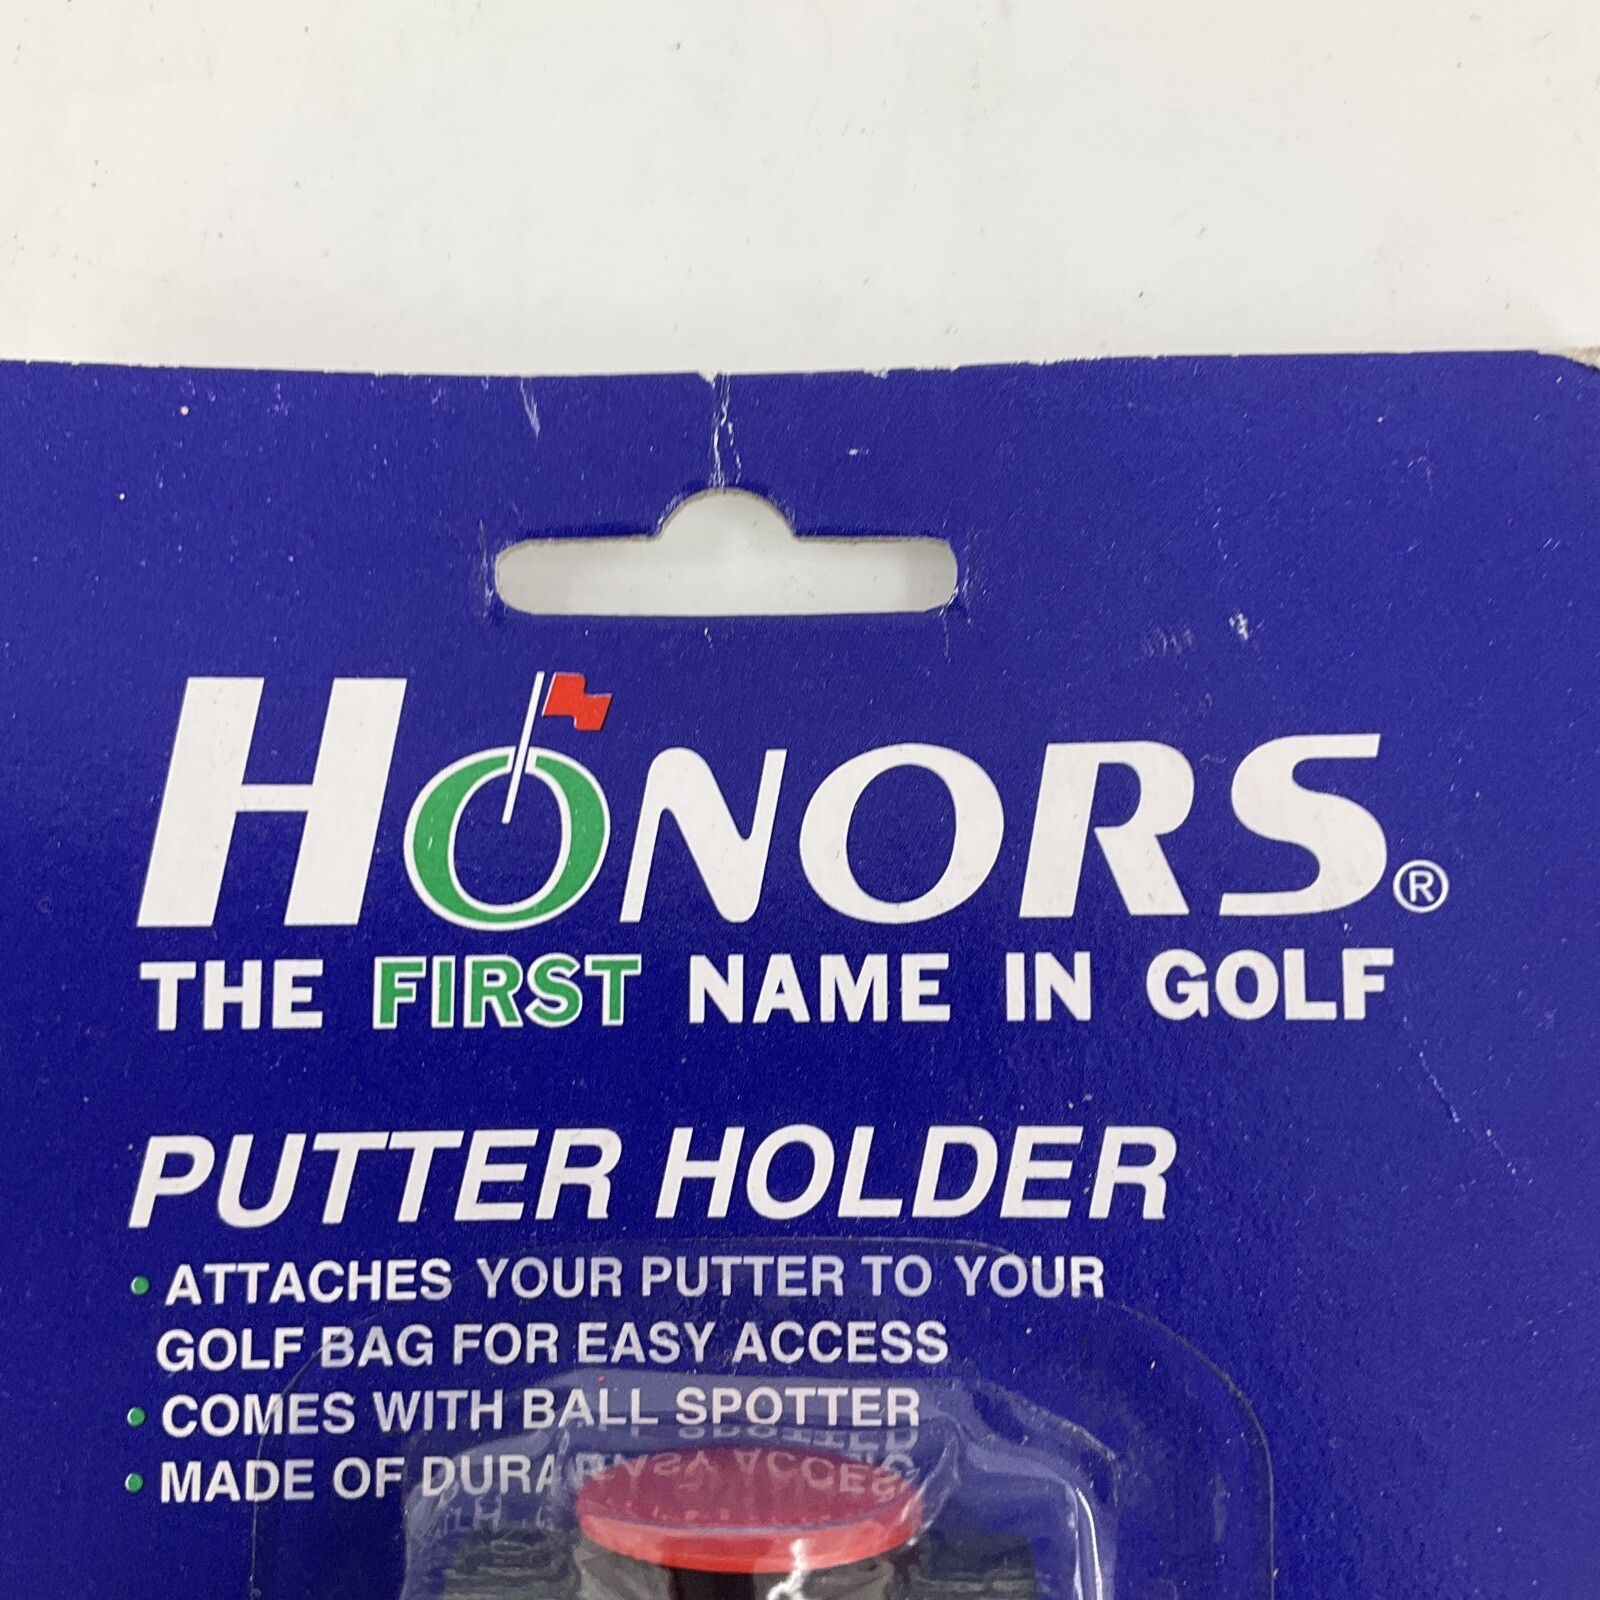 HONORS®
THE FIRST NAME IN GOLF
PUTTER HOLDER
• ATTACHES YOUR PUTTER TO YOUR
GOLF BAG FOR EASY ACCESS
• COMES WITH BALL SPOTTER
• MADE OF